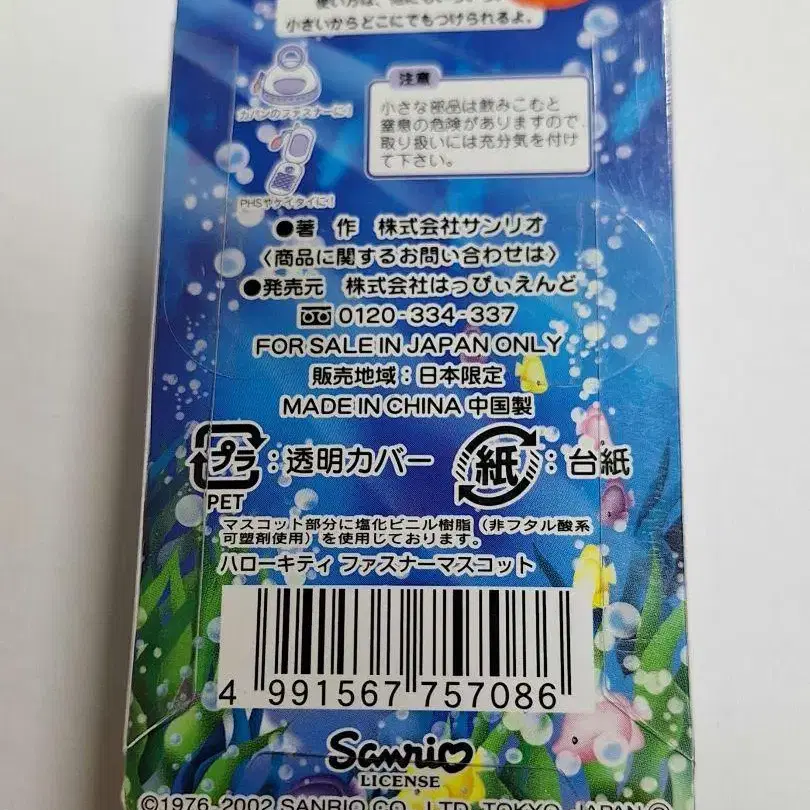 小さいからどこにでもつけられるよ。
注意
小さな部品は飲みこむと
窒息の危険がありますので、
取り扱いには充分気を付け
て下さい。
カバンのファスナーに!
PHSやケイタイに!
●著 作 株式会社サンリオ
〈商品に関するお問い合わせは〉
●発売元 株式会社はっぴぃえんど
0120-334-337
FOR SALE IN JAPAN ONLY
販売地域:日本限定
MADE IN CHINA 中国製
プラ:透明カバー 紙:台紙
PET
マスコット部分に塩化ビニル樹脂(非フタル酸系
可塑剤使用)を使用しております。
ハローキティ ファスナーマスコット
4 991567 757086
Sanrio
LICENSE
©1976, 2002 SANRIO CO., LTD. TOKYO, JAPAN Ⓛ